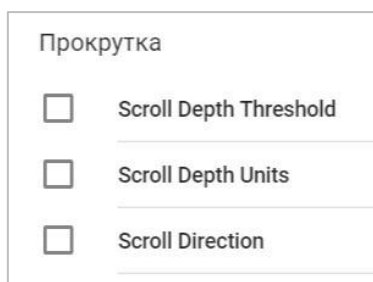 Прокрутка
Scroll Depth Threshold
Scroll Depth Units
Scroll Direction